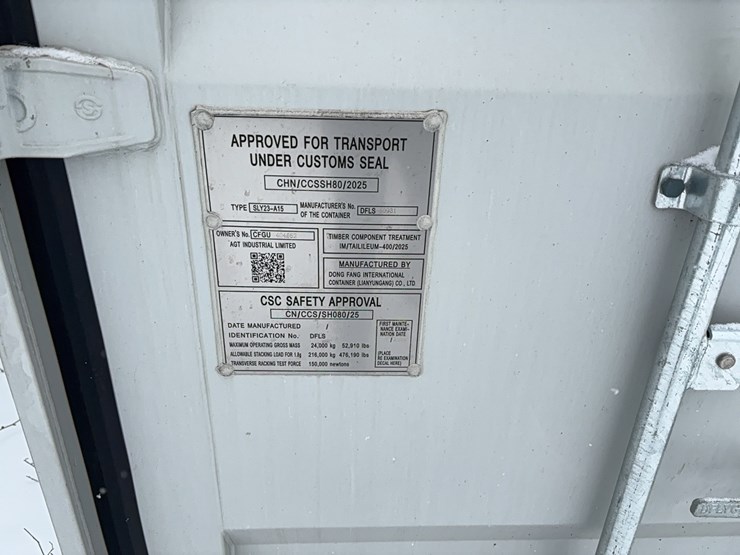 APPROVED FOR TRANSPORT
UNDER CUSTOMS SEAL
CHN/CCSSH80/2025
TYPE SLY23-A15 MANUFACTURER'S No. OF THE CONTAINER DFLS
OWNER'S No. CFGU
AGT INDUSTRIAL LIMITED
TIMBER COMPONENT TREATMENT
IM/TAILILEUM-400/2025
MANUFACTURED BY
DONG FANG INTERNATIONAL
CONTAINER (LIANYUNGANG) CO., LTD
CSC SAFETY APPROVAL
CN/CCS/SH080/25
DATE MANUFACTURED /
IDENTIFICATION No. DFLS
MAXIMUM OPERATING GROSS MASS 24,000 kg 52,910 lbs
ALLOWABLE STACKING LOAD FOR 1.8g 216,000 kg 476,190 lbs
TRANSVERSE RACKING TEST FORCE 150,000 newtons
FIRST MAINTE-
NANCE EXAMI-
NATION DATE
/
(PLACE
RE EXAMINATION
DECAL HERE)